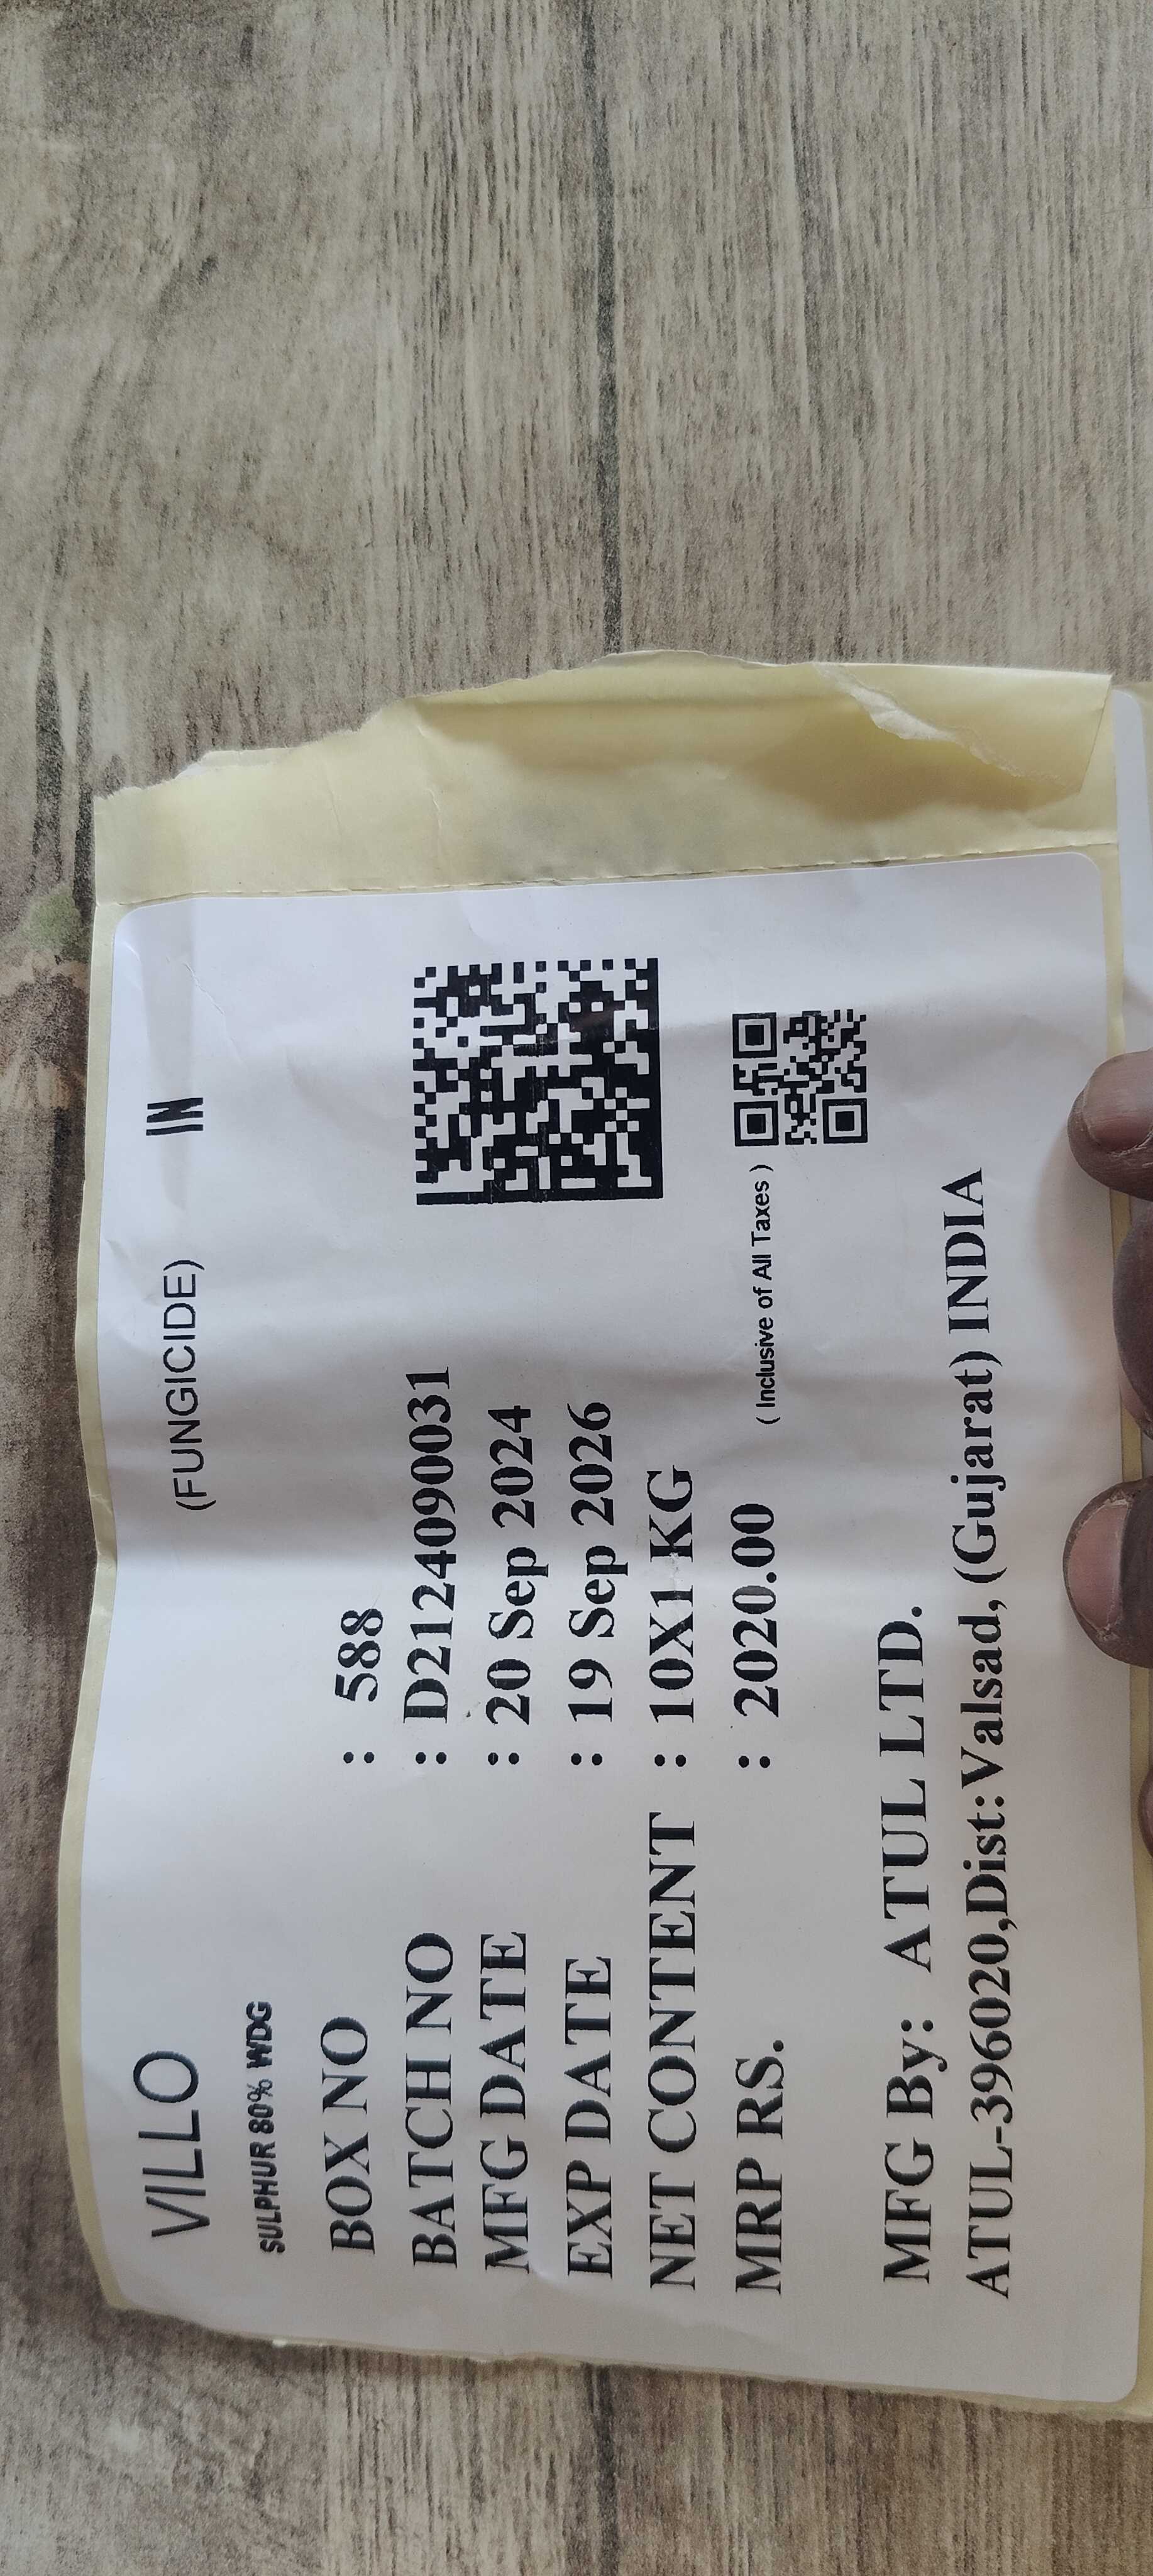 VILLO (FUNGICIDE) IN
SULPHUR 80% WDG
BOX NO : 588
BATCH NO : D2124090031
MFG DATE : 20 Sep 2024
EXP DATE : 19 Sep 2026
NET CONTENT : 10X1 KG
MRP RS. : 2020.00 ( Inclusive of All Taxes )
MFG By: ATUL LTD.
ATUL-396020,Dist: Valsad, (Gujarat) INDIA